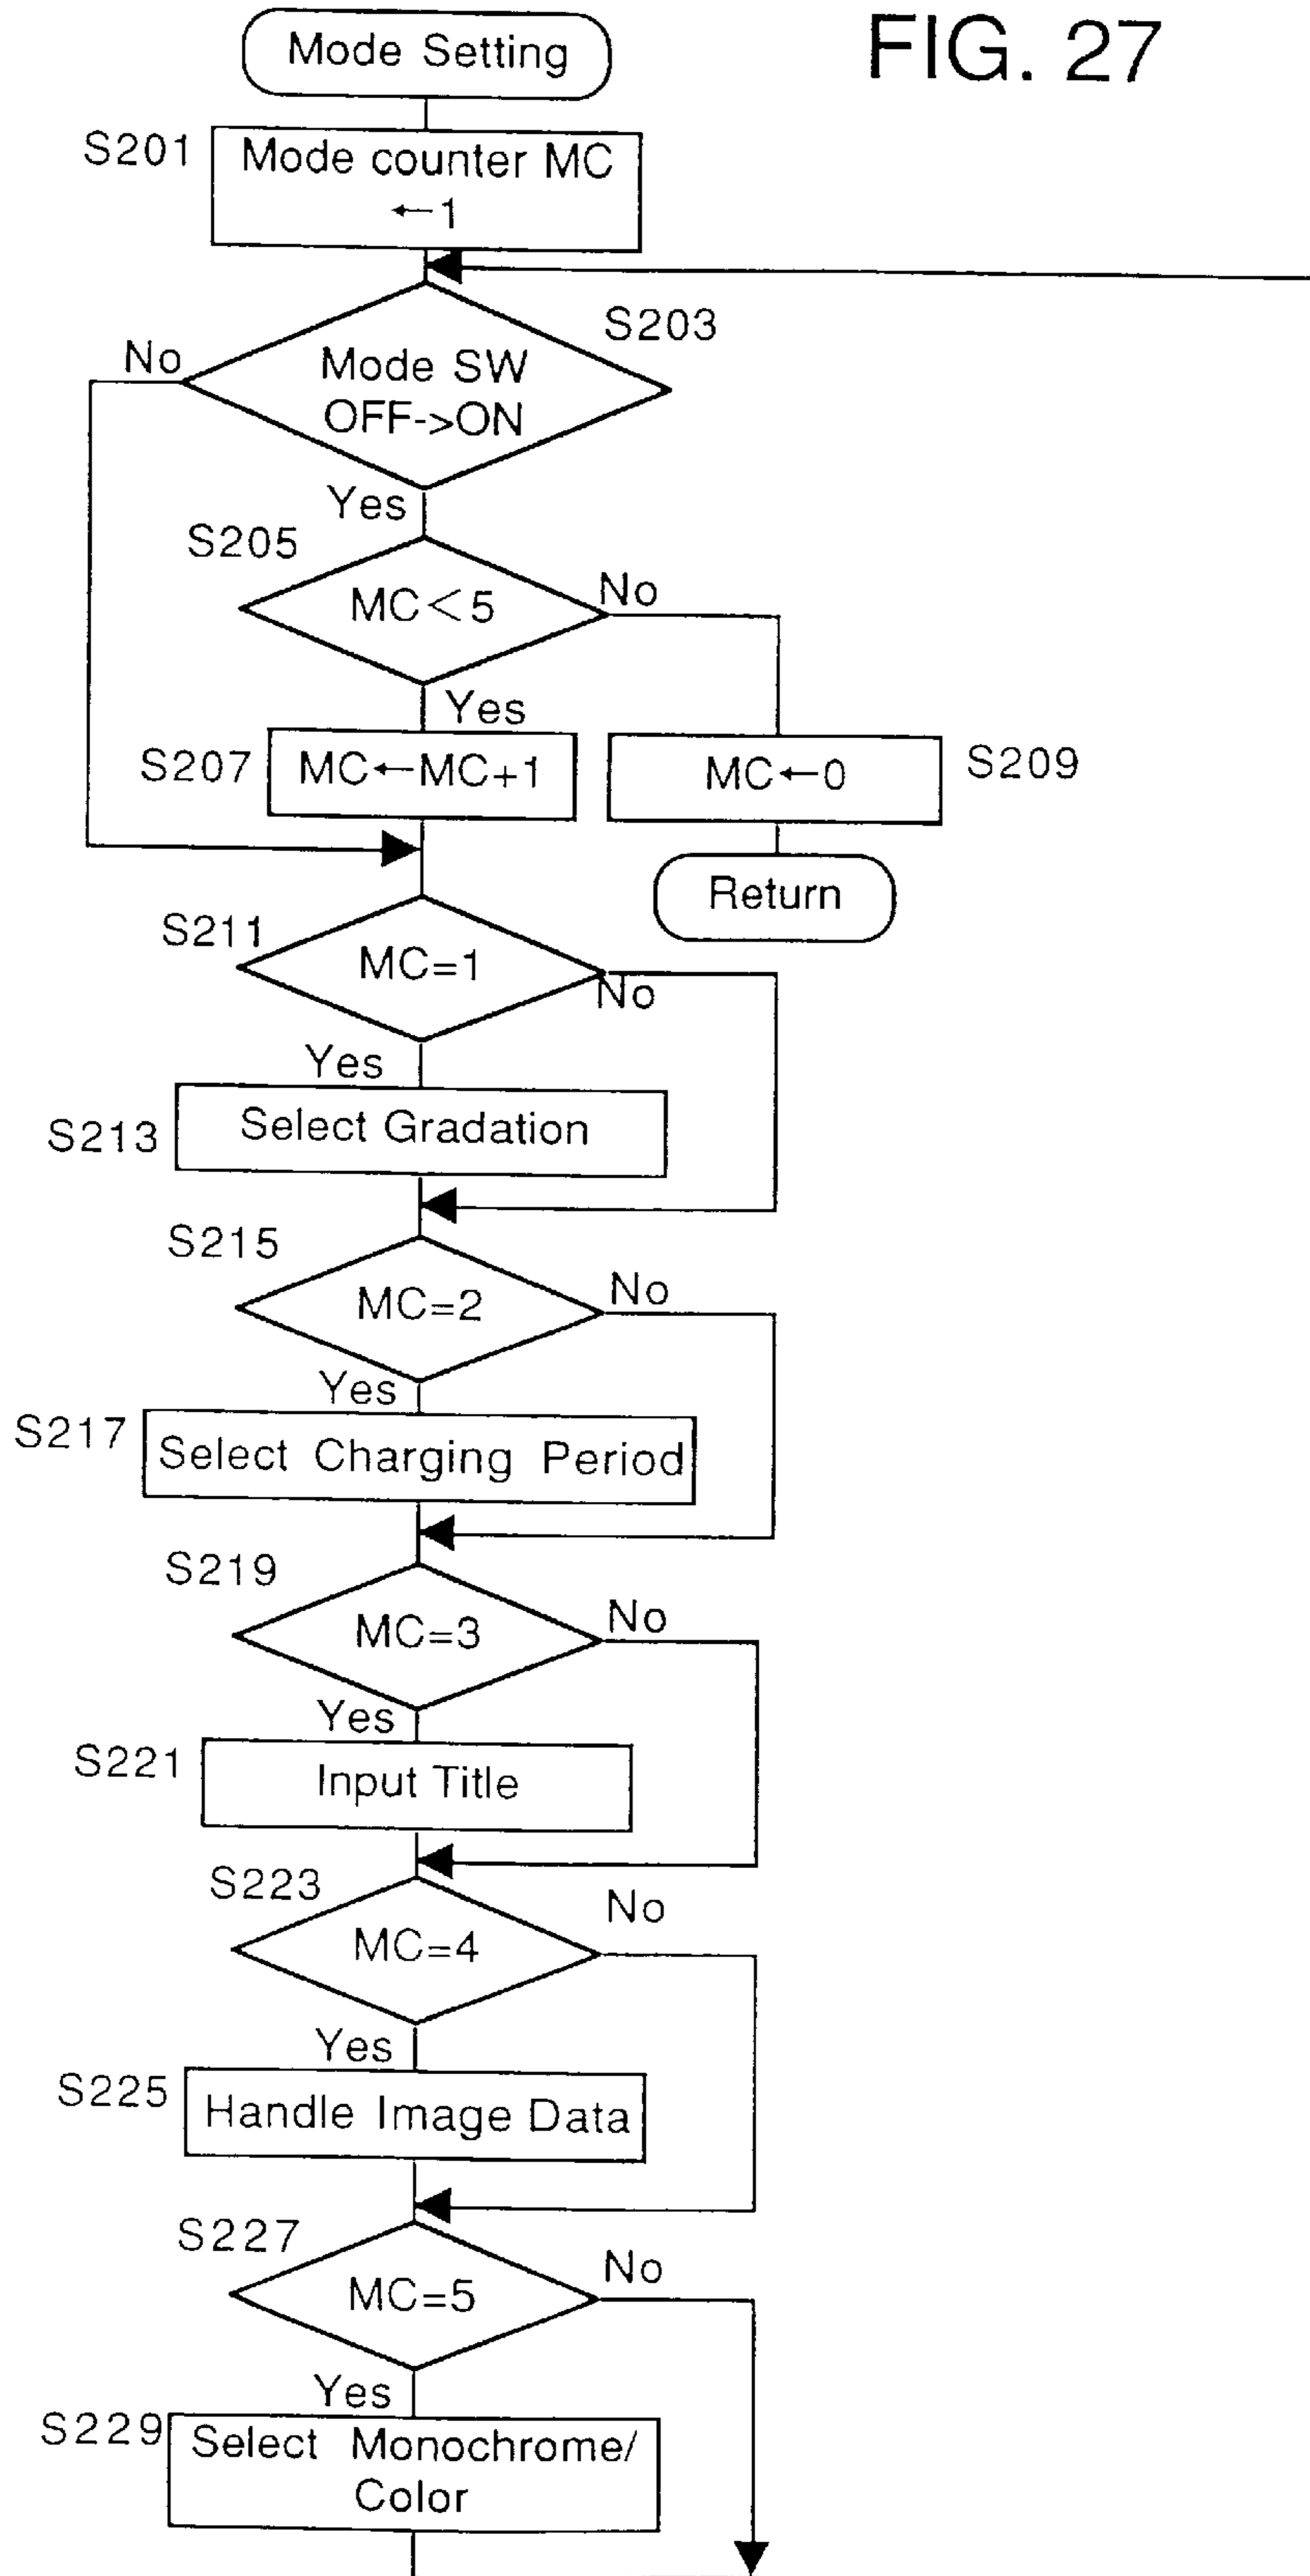 FIG. 27
Mode Setting
S201
Mode counter MC
←1
S203
No
Mode SW
OFF->ON
Yes
S205
MC<5
No
Yes
S207
MC←MC+1
MC←0
S209
Return
S211
MC=1
No
Yes
S213
Select Gradation
S215
MC=2
No
Yes
S217
Select Charging Period
S219
MC=3
No
Yes
S221
Input Title
S223
MC=4
No
Yes
S225
Handle Image Data
S227
MC=5
No
Yes
S229
Select Monochrome/
Color